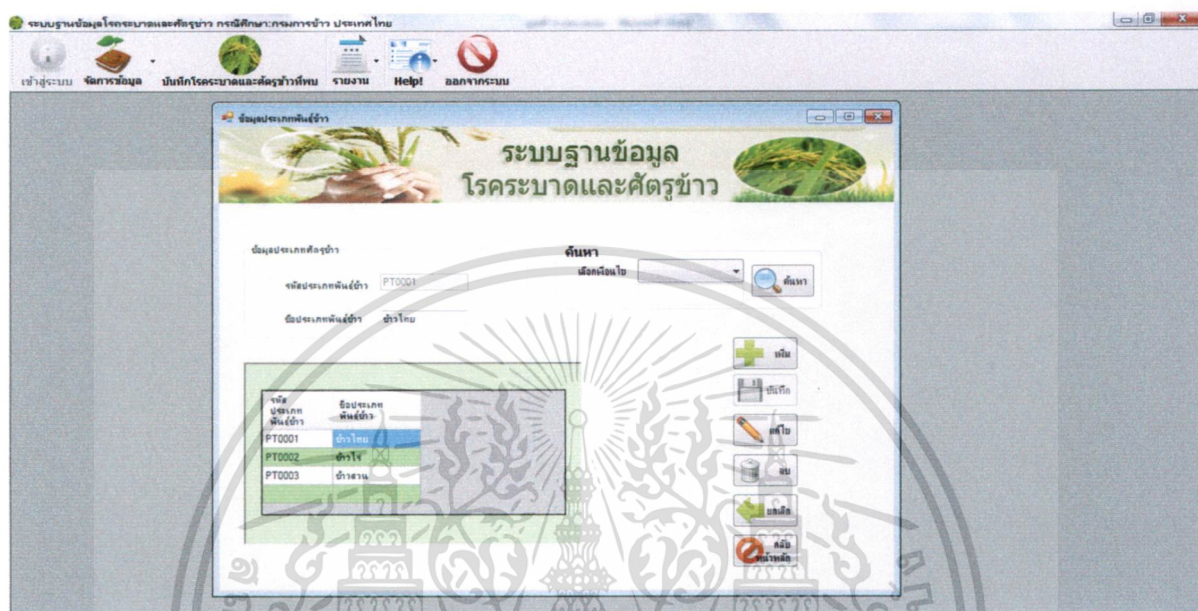 ระบบฐานข้อมูลโรคระบาดและศัตรูข่าว กรณีศึกษา:กรมการข้าว ประเทศไทย
เข้าสู่ระบบ จัดการข้อมูล บันทึกโรคระบาดและศัตรูข้าวที่พบ รายงาน Help! ออกจากระบบ
ข้อมูลประเภทพันธุ์ข้าว
ระบบฐานข้อมูล
โรคระบาดและศัตรูข้าว
ข้อมูลประเภทศัตรูข้าว
ค้นหา
เลือกเงื่อนไข
ค้นหา
รหัสประเภทพันธุ์ข้าว PT0001
ชื่อประเภทพันธุ์ข้าว ข้าวไทย
เพิ่ม
บันทึก
แก้ไข
ลบ
ยกเลิก
กลับ
หน้าหลัก
รหัส
ประเภท
พันธุ์ข้าว
ชื่อประเภท
พันธุ์ข้าว
PT0001 ข้าวไทย
PT0002 ข้าวไร่
PT0003